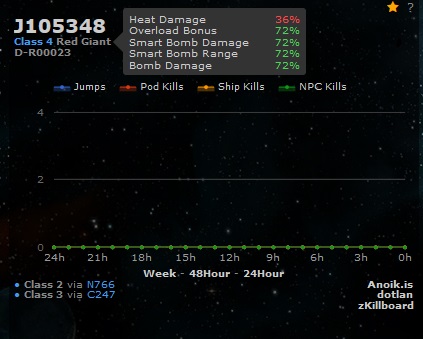 ?
J105348
Class 4 Red Giant
D-R00023
Heat Damage 36%
Overload Bonus 72%
Smart Bomb Damage 72%
Smart Bomb Range 72%
Bomb Damage 72%
Jumps Pod Kills Ship Kills NPC Kills
4
2
0
24h 21h 18h 15h 12h 9h 6h 3h 0h
Week - 48Hour - 24Hour
• Class 2 via N766
• Class 3 via C247
Anoik.is
dotlan
zKillboard